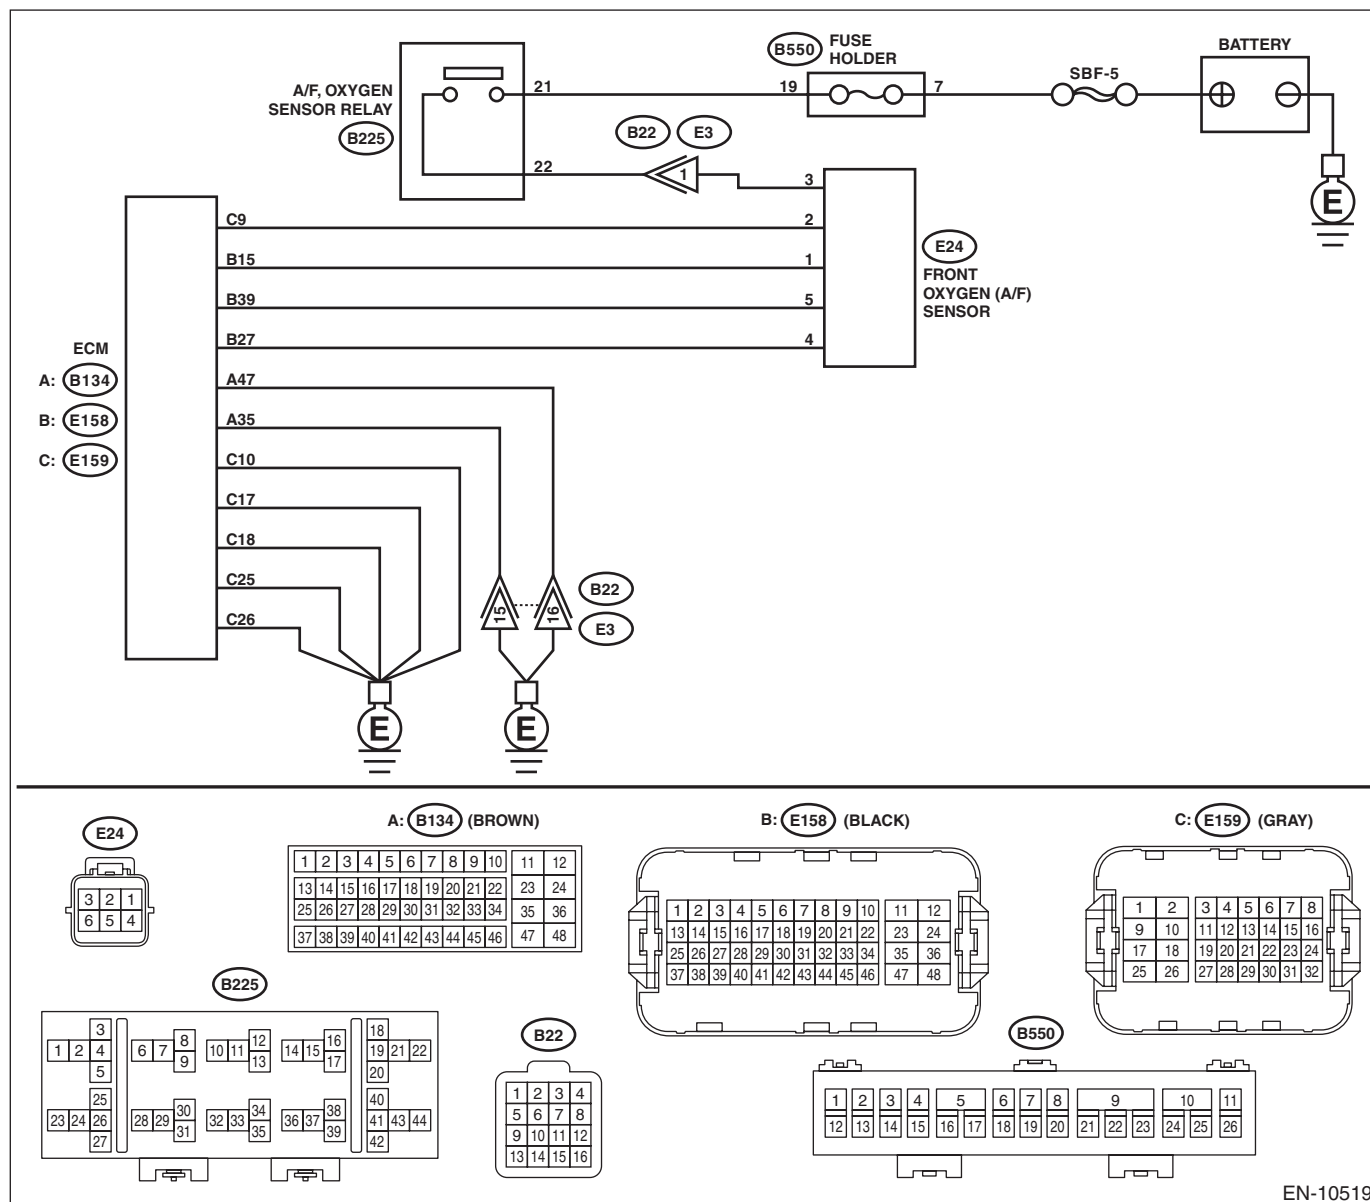 B550 FUSE
HOLDER
BATTERY
SBF-5
A/F, OXYGEN
SENSOR RELAY
B225
21
19
7
B22 E3
22
1
3
E
C9
2
B15
1
B39
5
B27
4
E24
FRONT
OXYGEN (A/F)
SENSOR
ECM
A: B134
B: E158
C: E159
A47
A35
C10
C17
C18
C25
C26
15
16
B22
E3
E
E
E24
3 2 1
6 5 4
A: B134 (BROWN)
1 2 3 4 5 6 7 8 9 10 11 12
13 14 15 16 17 18 19 20 21 22 23 24
25 26 27 28 29 30 31 32 33 34 35 36
37 38 39 40 41 42 43 44 45 46 47 48
B: E158 (BLACK)
1 2 3 4 5 6 7 8 9 10 11 12
13 14 15 16 17 18 19 20 21 22 23 24
25 26 27 28 29 30 31 32 33 34 35 36
37 38 39 40 41 42 43 44 45 46 47 48
C: E159 (GRAY)
1 2 3 4 5 6 7 8
9 10 11 12 13 14 15 16
17 18 19 20 21 22 23 24
25 26 27 28 29 30 31 32
B225
3 8 12 16 18
1 2 4 6 7 10 11 14 15 19 21 22
5 9 13 17 20
25 30 34 38 40
23 24 26 28 29 32 33 36 37 41 43 44
27 31 35 39 42
B22
1 2 3 4
5 6 7 8
9 10 11 12
13 14 15 16
B550
1 2 3 4 5 6 7 8 9 10 11
12 13 14 15 16 17 18 19 20 21 22 23 24 25 26
EN-10519